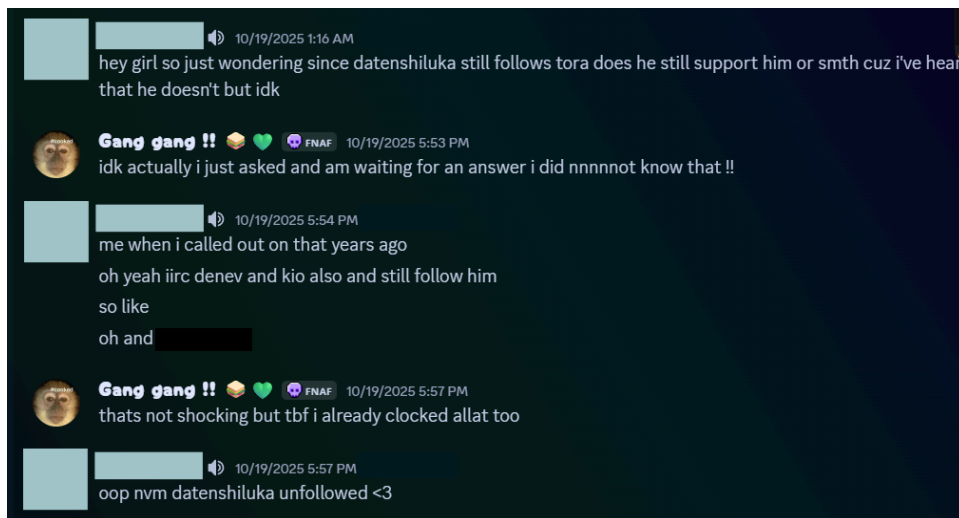 10/19/2025 1:16 AM
hey girl so just wondering since datenshiluka still follows tora does he still support him or smth cuz i've hear
that he doesn't but idk
Gang gang !! FNAF 10/19/2025 5:53 PM
idk actually i just asked and am waiting for an answer i did nnnnnot know that !!
10/19/2025 5:54 PM
me when i called out on that years ago
oh yeah iirc denev and kio also and still follow him
so like
oh and
Gang gang !! FNAF 10/19/2025 5:57 PM
thats not shocking but tbf i already clocked allat too
10/19/2025 5:57 PM
oop nvm datenshiluka unfollowed <3